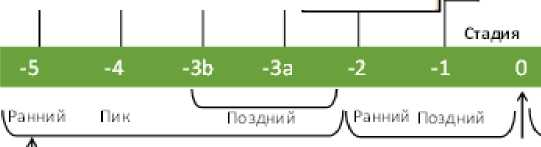 Стадия
-5 -4 -3b -3a -2 -1 0
Ранний Пик Поздний Ранний Поздний